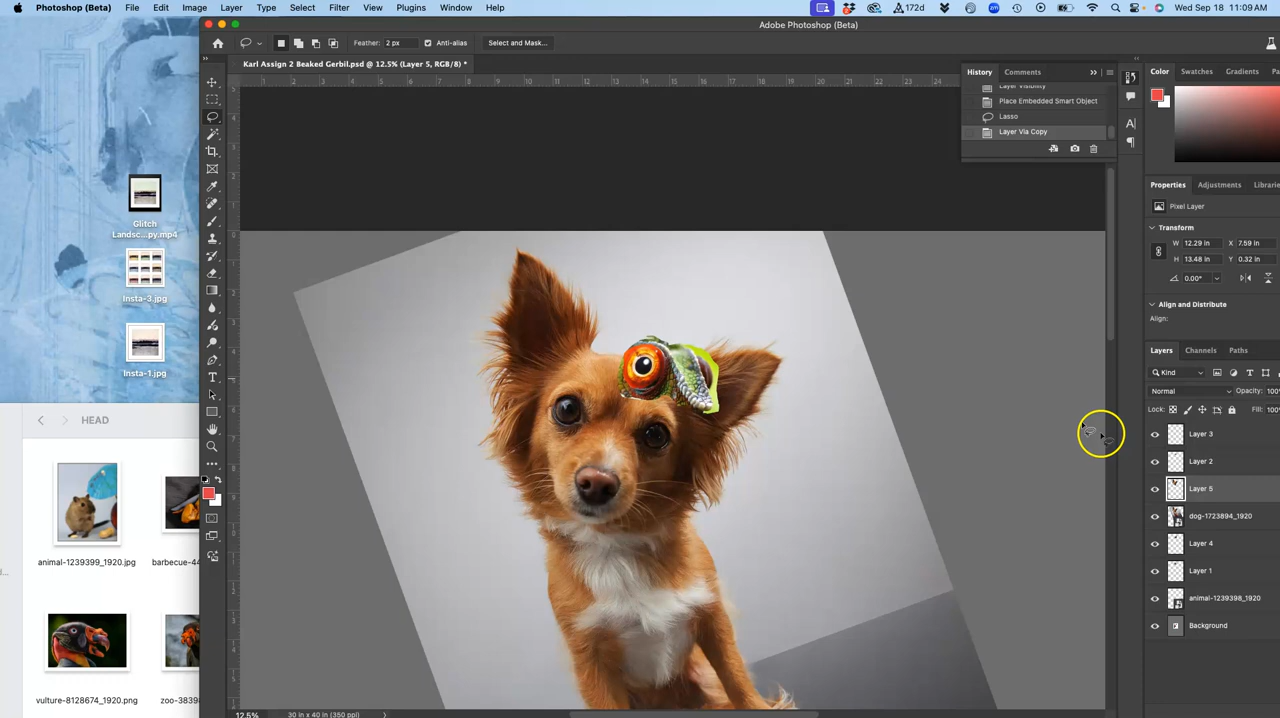 Photoshop (Beta) File Edit Image Layer Type Select Filter View Plugins Window Help 172d Wed Sep 18 11:09 AM
Adobe Photoshop (Beta)
Feather: 2 px Anti-alias Select and Mask...
Karl Assign 2 Beaked Gerbil.psd @ 12.5% (Layer 5, RGB/8) *
History Comments
Layer Visibility
Place Embedded Smart Object
Lasso
Layer Via Copy
Color Swatches Gradients
Properties Adjustments Librarie
Pixel Layer
Transform
W 12.29 in X 7.59 in
H 13.48 in Y 0.32 in
0.00°
Align and Distribute
Align:
Layers Channels Paths
Kind
Normal Opacity: 100%
Lock: Fill: 100%
Layer 3
Layer 2
Layer 5
dog-1723894_1920
Layer 4
Layer 1
animal-1239398_1920
Background
Glitch
Landsc...py.mp4
Insta-3.jpg
Insta-1.jpg
HEAD
animal-1239399_1920.jpg barbecue-44
vulture-8128674_1920.png zoo-3839
12.5% 30 in x 40 in (350 ppi)